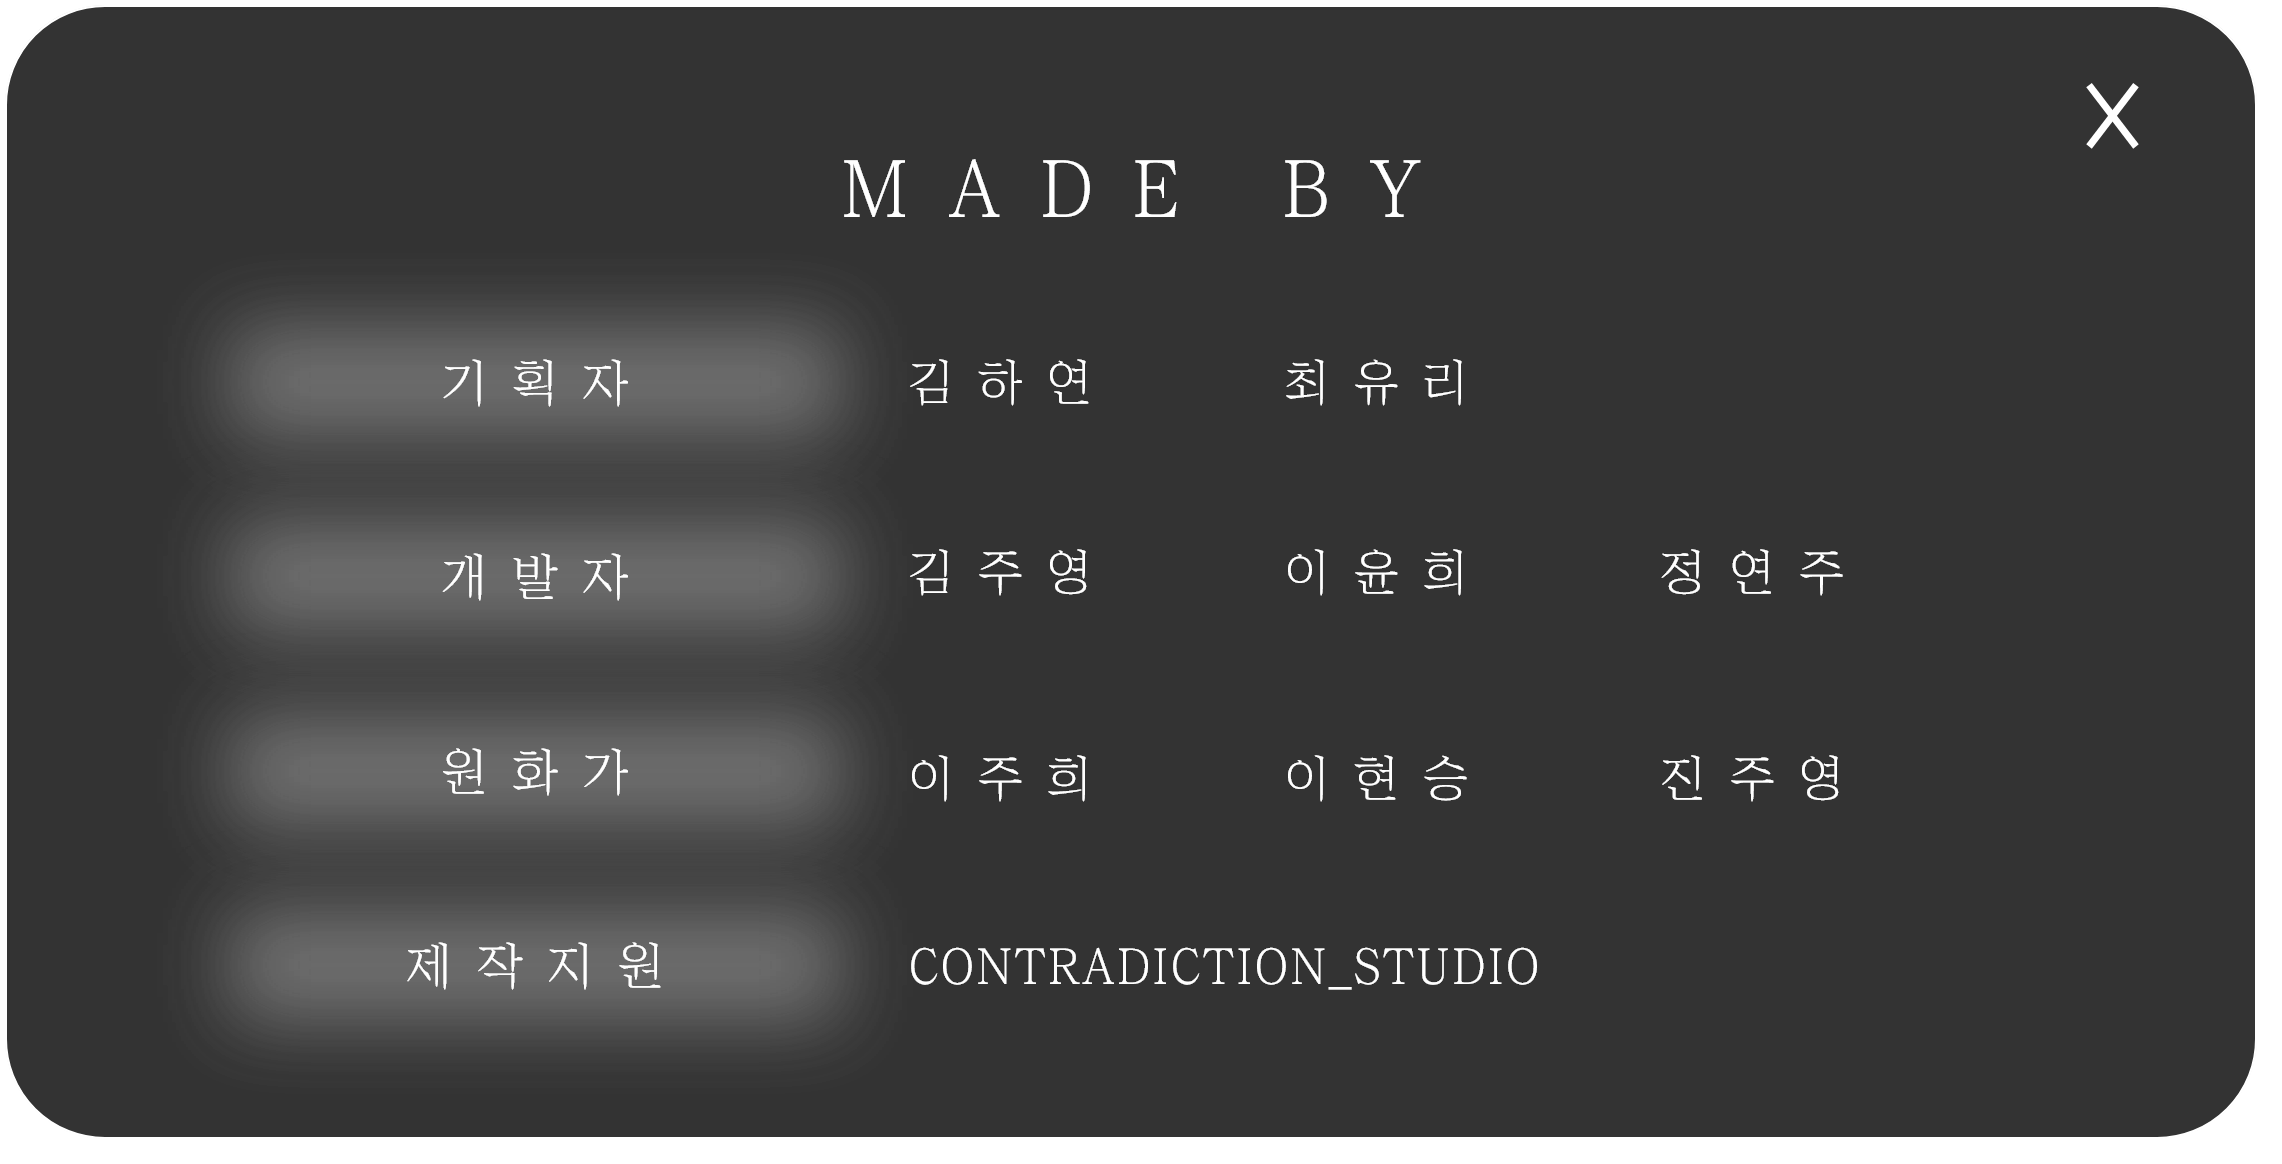 X
MADE BY
기획자 김하연 최유리
개발자 김주영 이윤희 정연주
원화가 이주희 이현승 진주영
제작지원 CONTRADICTION_STUDIO